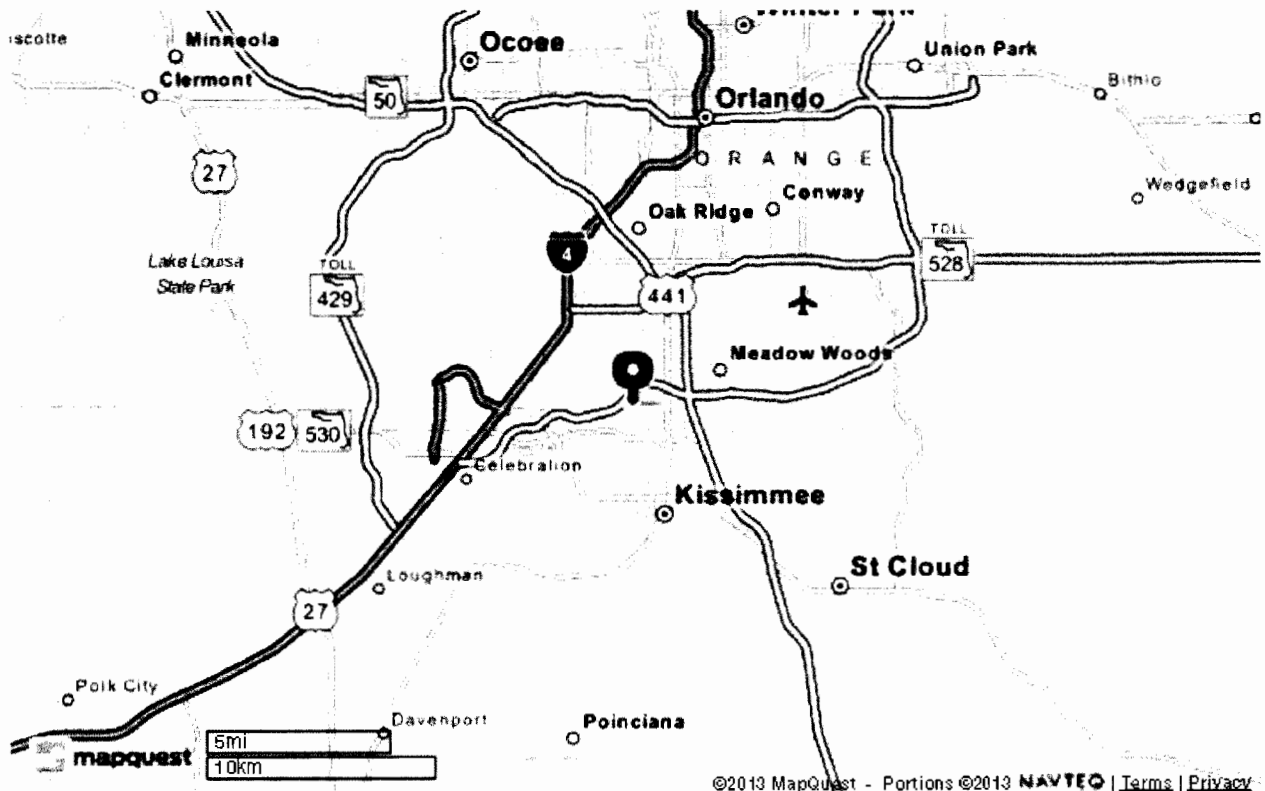 Minneola
Ocoee
Union Park
Clermont
50
Orlando
27
ORANGE
Conway
Wedgefield
Oak Ridge
4
TOLL
528
Lake Louisa
State Park
TOLL
429
441
Meadow Woods
192
530
Celebration
Kissimmee
St Cloud
Loughman
27
Polk City
Davenport
Poinciana
5mi
mapquest
10km
©2013 MapQuest - Portions ©2013 NAVTEQ | Terms | Privacy